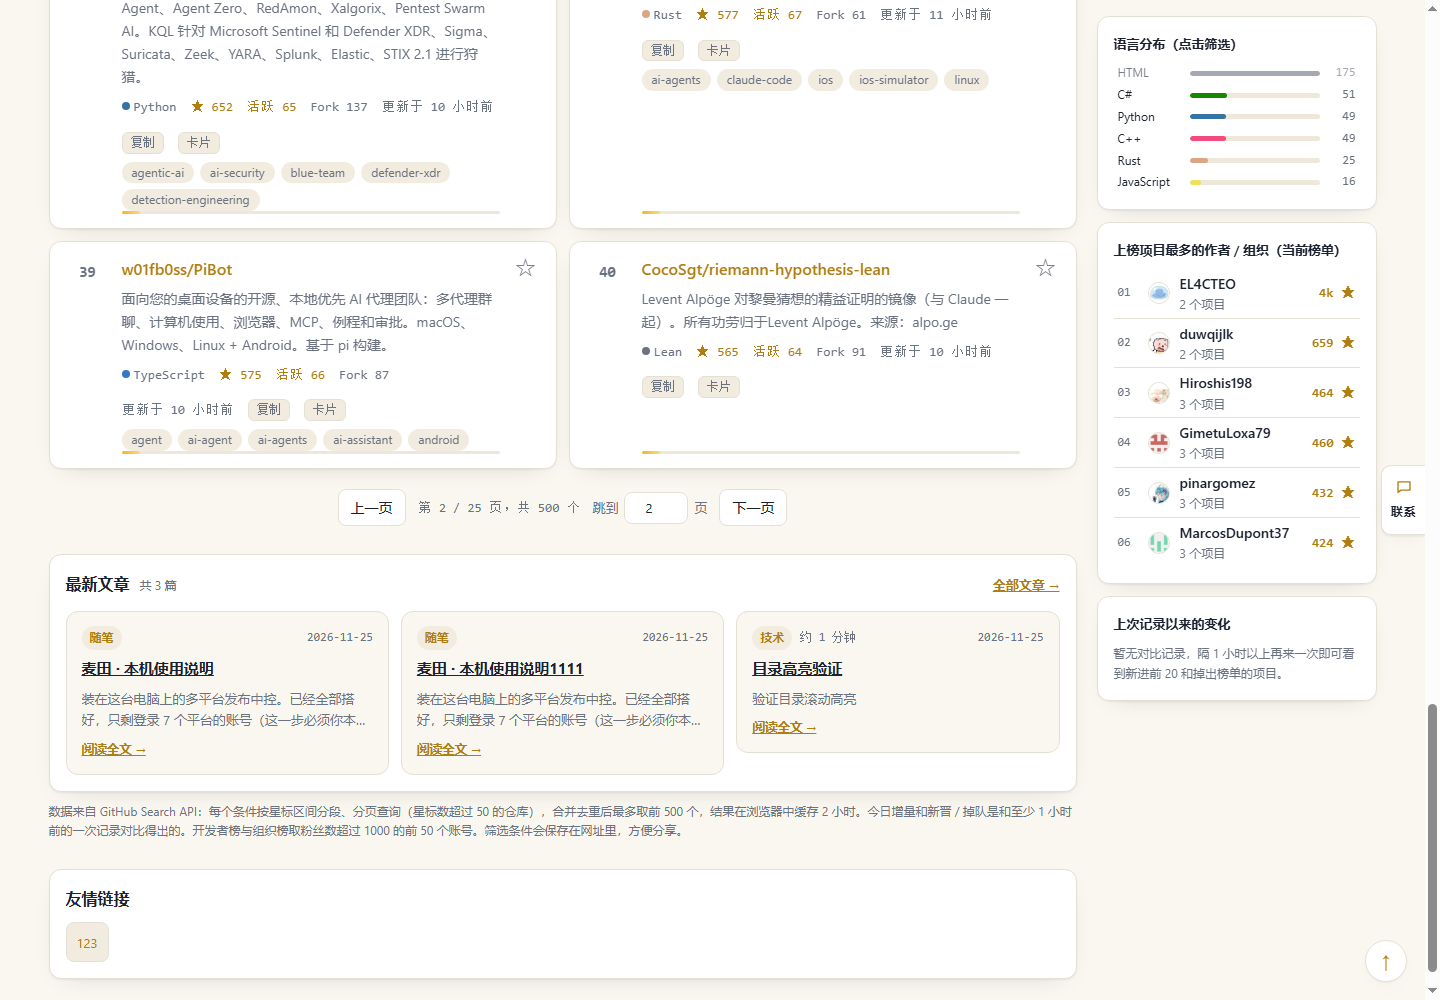 Agent、Agent Zero、RedAmon、Xalgorix、Pentest Swarm
AI。KQL 针对 Microsoft Sentinel 和 Defender XDR、Sigma、
Suricata、Zeek、YARA、Splunk、Elastic、STIX 2.1 进行狩
猎。
Python ★ 652 活跃 65 Fork 137 更新于 10 小时前
复制 卡片
agentic-ai ai-security blue-team defender-xdr
detection-engineering
Rust ★ 577 活跃 67 Fork 61 更新于 11 小时前
复制 卡片
ai-agents claude-code ios ios-simulator linux
39 w01fb0ss/PiBot ☆
面向您的桌面设备的开源、本地优先 AI 代理团队：多代理群
聊、计算机使用、浏览器、MCP、例程和审批。macOS、
Windows、Linux + Android。基于 pi 构建。
TypeScript ★ 575 活跃 66 Fork 87
更新于 10 小时前 复制 卡片
agent ai-agent ai-agents ai-assistant android
40 CocoSgt/riemann-hypothesis-lean ☆
Levent Alpöge 对黎曼猜想的精益证明的镜像（与 Claude 一
起）。所有功劳归于Levent Alpöge。来源：alpo.ge
Lean ★ 565 活跃 64 Fork 91 更新于 10 小时前
复制 卡片
上一页 第 2 / 25 页，共 500 个 跳到 2 页 下一页
最新文章 共 3 篇 全部文章 →
随笔 2026-11-25
麦田 · 本机使用说明
装在这台电脑上的多平台发布中控。已经全部搭
好，只剩登录 7 个平台的账号（这一步必须你本...
阅读全文 →
随笔 2026-11-25
麦田 · 本机使用说明1111
装在这台电脑上的多平台发布中控。已经全部搭
好，只剩登录 7 个平台的账号（这一步必须你本...
阅读全文 →
技术 约 1 分钟 2026-11-25
目录高亮验证
验证目录滚动高亮
阅读全文 →
数据来自 GitHub Search API：每个条件按星标区间分段、分页查询（星标数超过 50 的仓库），合并去重后最多取前 500 个，结果在浏览器中缓存 2 小时。今日增量和新晋 / 掉队是和至少 1 小时
前的一次记录对比得出的。开发者榜与组织榜取粉丝数超过 1000 的前 50 个账号。筛选条件会保存在网址里，方便分享。
友情链接
123
语言分布（点击筛选）
HTML 175
C# 51
Python 49
C++ 49
Rust 25
JavaScript 16
上榜项目最多的作者 / 组织（当前榜单）
01 EL4CTEO 4k ★
2 个项目
02 duwqijlk 659 ★
2 个项目
03 Hiroshis198 464 ★
3 个项目
04 GimetuLoxa79 460 ★
3 个项目
05 pinargomez 432 ★
3 个项目
06 MarcosDupont37 424 ★
3 个项目
上次记录以来的变化
暂无对比记录，隔 1 小时以上再来一次即可看
到新进前 20 和掉出榜单的项目。
联系
↑